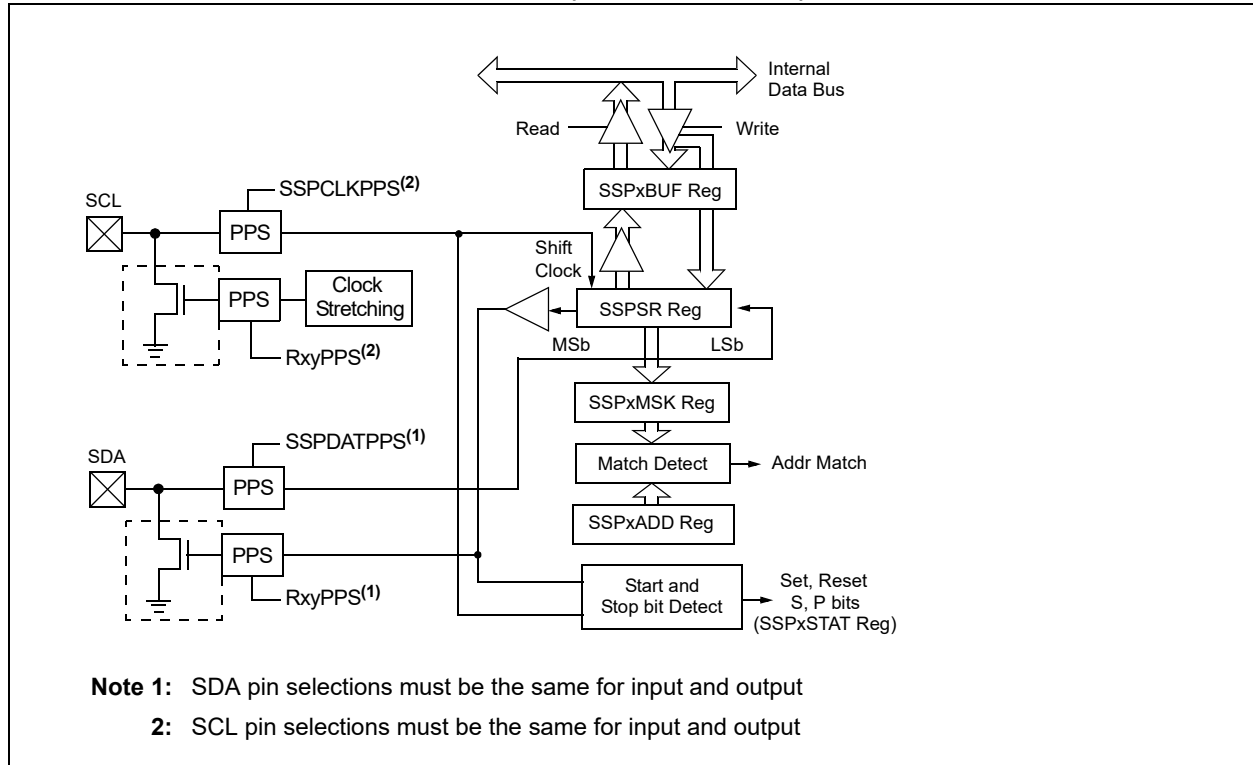 Internal
Data Bus
Read
Write
SSPxBUF Reg
SSPCLKPPS(2)
SCL
PPS
Shift
Clock
PPS
Clock
Stretching
SSPSR Reg
MSb
LSb
RxyPPS(2)
SSPxMSK Reg
SSPDATPPS(1)
SDA
PPS
Match Detect
Addr Match
SSPxADD Reg
PPS
RxyPPS(1)
Start and
Stop bit Detect
Set, Reset
S, P bits
(SSPxSTAT Reg)
Note 1: SDA pin selections must be the same for input and output
2: SCL pin selections must be the same for input and output